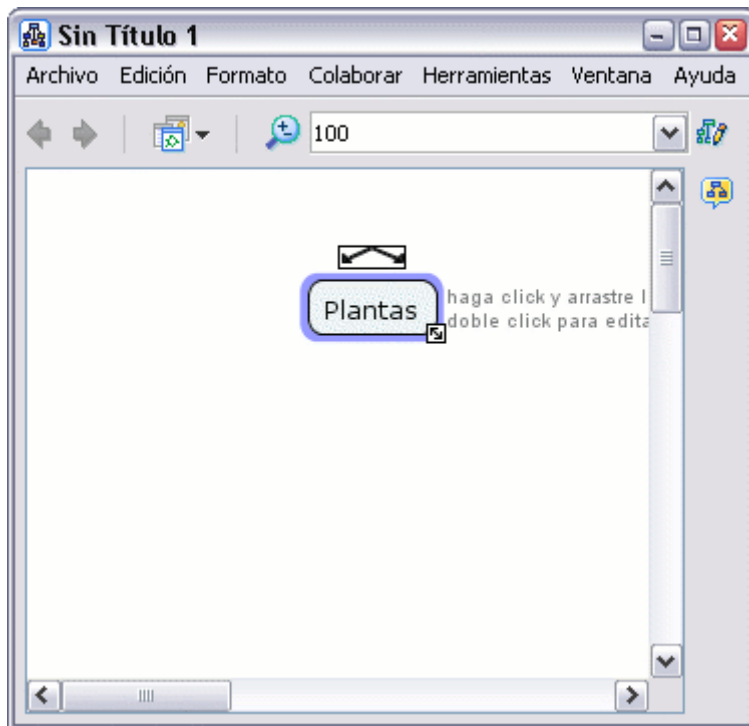 Sin Título 1
Archivo Edición Formato Colaborar Herramientas Ventana Ayuda
100
Plantas
haga click y arrastre l
doble click para edita